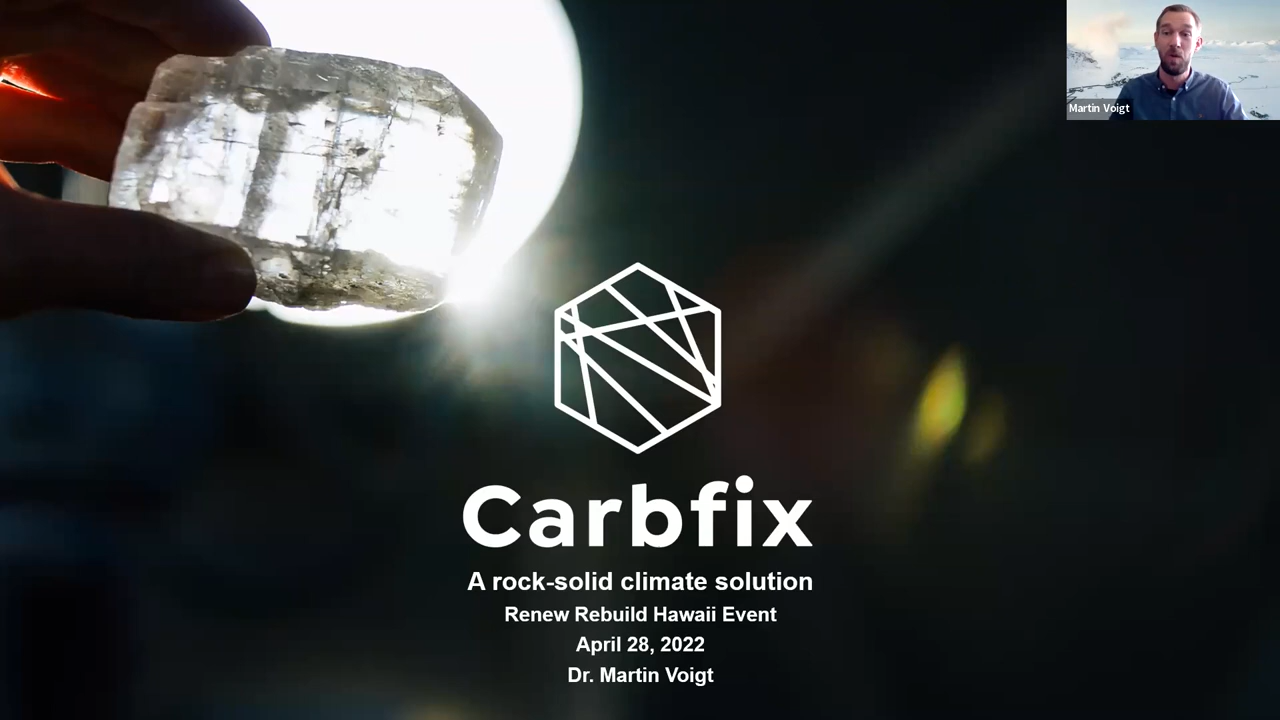 Martin Voigt
Carbfix
A rock-solid climate solution
Renew Rebuild Hawaii Event
April 28, 2022
Dr. Martin Voigt